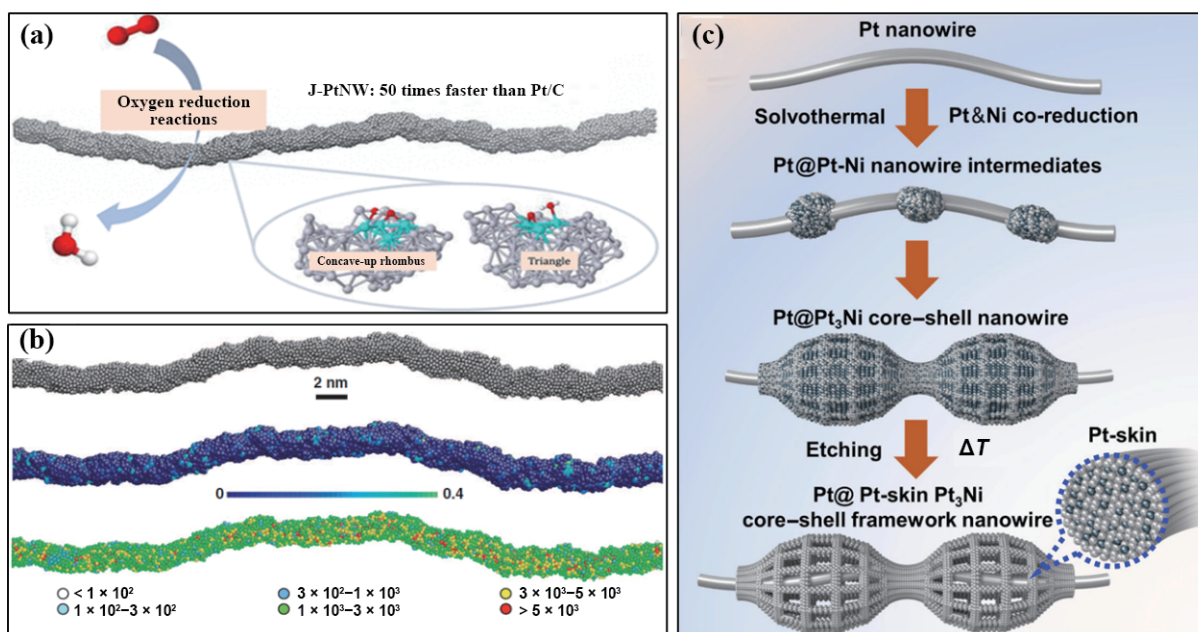 (a)
Oxygen reduction
reactions
J-PtNW: 50 times faster than Pt/C
Concave-up rhombus
Triangle
(b)
2 nm
0
0.4
< 1 × 10²
3 × 10²–1 × 10³
3 × 10³–5 × 10³
1 × 10²–3 × 10²
1 × 10³–3 × 10³
> 5 × 10³
(c)
Pt nanowire
Solvothermal
Pt&Ni co-reduction
Pt@Pt-Ni nanowire intermediates
Pt@Pt₃Ni core–shell nanowire
Etching
ΔT
Pt-skin
Pt@ Pt-skin Pt₃Ni
core–shell framework nanowire